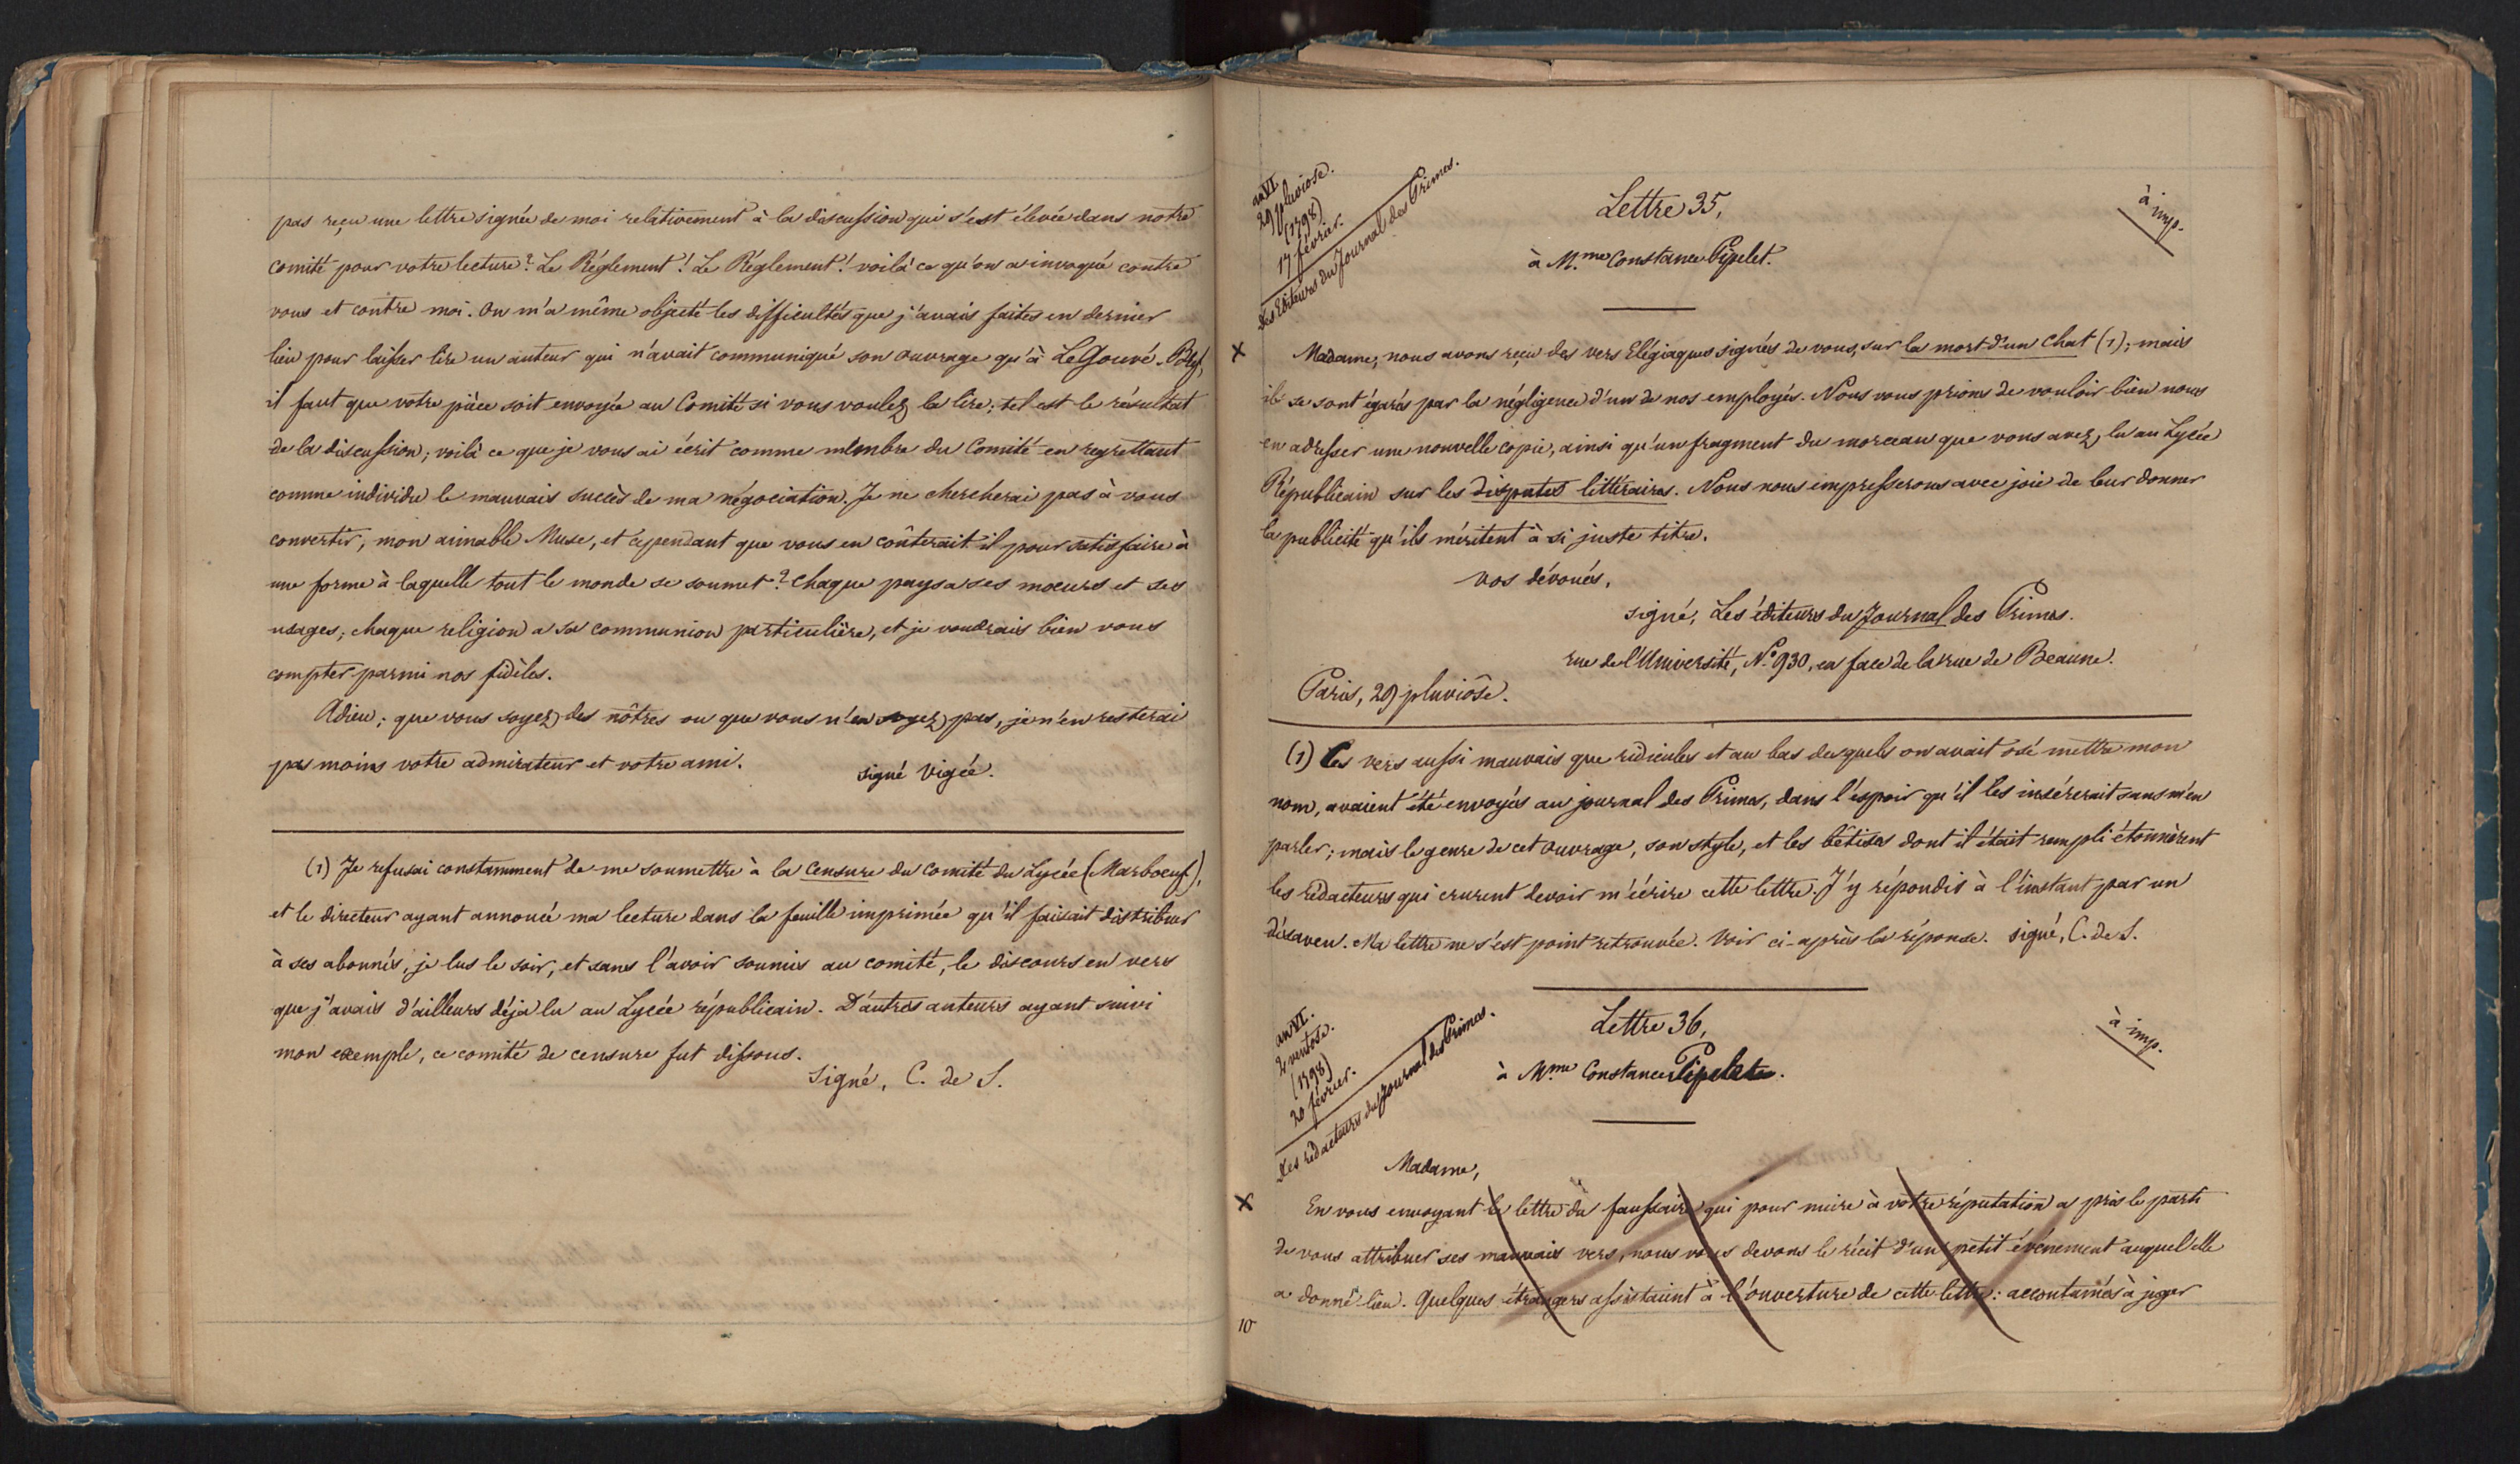 pas reçu une lettre signée de moi relativement à la discussion qui s'est élevée dans notre
comité pour votre lecture? Le Réglement! Le Réglement! voilà ce qu'on a invoqué contre
vous et contre moi. On m'a même objecté les difficultés que j'avais faites en dernier
lieu pour laisser lire un auteur qui n'avait communiqué son ouvrage qu'à LeGouvé.
il faut que votre pièce soit envoyée au Comité si vous voulez la lire; tel est le résultat
de la discussion; voilà ce que je vous ai écrit comme membre du Comité en regrettant
comme individu le mauvais succès de ma négociation. Je ne chercherai pas à vous
convertir, mon aimable Muse, et cependant que vous en coûterait-il pour satisfaire à
une forme à laquelle tout le monde se soumet? Chaque pays a ses moeurs et ses
usages; chaque religion a sa communion particulière, et je voudrais bien vous
compter parmi nos fidèles.
Adieu; que vous soyez des nôtres ou que vous n'en soyez pas, je n'en resterai
pas moins votre admirateur et votre ami.
signé Vigée.
(1) Je refusai constamment de me soumettre à la censure du comité du Lycée (Marboeuf),
et le directeur ayant annoncé ma lecture dans la feuille imprimée qu'il faisait distribuer
à ses abonnés, je lus le soir, et sans l'avoir soumis au comité, le discours en vers
que j'avais d'ailleurs déja lu au Lycée républicain. D'autres auteurs ayant suivi
mon exemple, ce comité de censure fut dissous.
Signé, C. de S.
an VI.
29 pluviose.
(1798)
17 février.
Les Editeurs du Journal des Primes.
Lettre 35,
à M.me Constance Pipelet.
à imp.
X
Madame, nous avons reçu des vers Elégiaques signés de vous, sur la mort d'un Chat (1); mais
ils se sont égarés par la négligence d'un de nos employés. Nous vous prions de vouloir bien nous
en adresser une nouvelle copie, ainsi qu'un fragment du morceau que vous avez lu au Lycée
Républicain sur les disputes littéraires. Nous nous empresserons avec joie de leur donner
la publicité qu'ils méritent à si juste titre.
Vos dévoués,
signé, Les éditeurs du Journal des Primes.
rue de l'Université, N.° 930, en face de la rue de Beaune.
Paris, 29 pluviôse.
(1) Ces vers aussi mauvais que ridicules et au bas desquels on avait osé mettre mon
nom, avaient été envoyés au journal des Primes, dans l'espoir qu'il les insérerait sans m'en
parler; mais le genre de cet ouvrage, son style, et les bêtises dont il était rempli étonnèrent
les rédacteurs qui crurent devoir m'écrire cette lettre. J'y répondis à l'instant par un
désaveu. Ma lettre ne s'est point retrouvée. Voir ci-après la réponse. signé, C. de S.
an VI.
2 ventose.
(1798)
20 février.
Les rédacteurs du Journal des Primes.
Lettre 36,
à M.me Constance Pipelet.
à imp.
Madame,
X
En vous envoyant la lettre du faussaire qui pour nuire à votre réputation a pris le parti
de vous attribuer ses mauvais vers, nous vous devons le récit d'un petit événement auquel elle
a donné lieu. Quelques étrangers assistaient à l'ouverture de cette lettre: accoutumés à juger
10